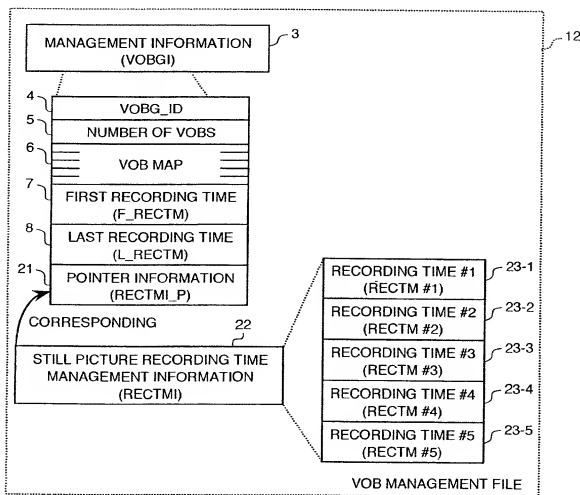 MANAGEMENT INFORMATION
(VOBGI)
3
12
4
VOBG_ID
5
NUMBER OF VOBS
6
VOB MAP
7
FIRST RECORDING TIME
(F_RECTM)
8
LAST RECORDING TIME
(L_RECTM)
21
POINTER INFORMATION
(RECTMI_P)
CORRESPONDING
22
STILL PICTURE RECORDING TIME
MANAGEMENT INFORMATION
(RECTMI)
RECORDING TIME #1
(RECTM #1)
23-1
RECORDING TIME #2
(RECTM #2)
23-2
RECORDING TIME #3
(RECTM #3)
23-3
RECORDING TIME #4
(RECTM #4)
23-4
RECORDING TIME #5
(RECTM #5)
23-5
VOB MANAGEMENT FILE